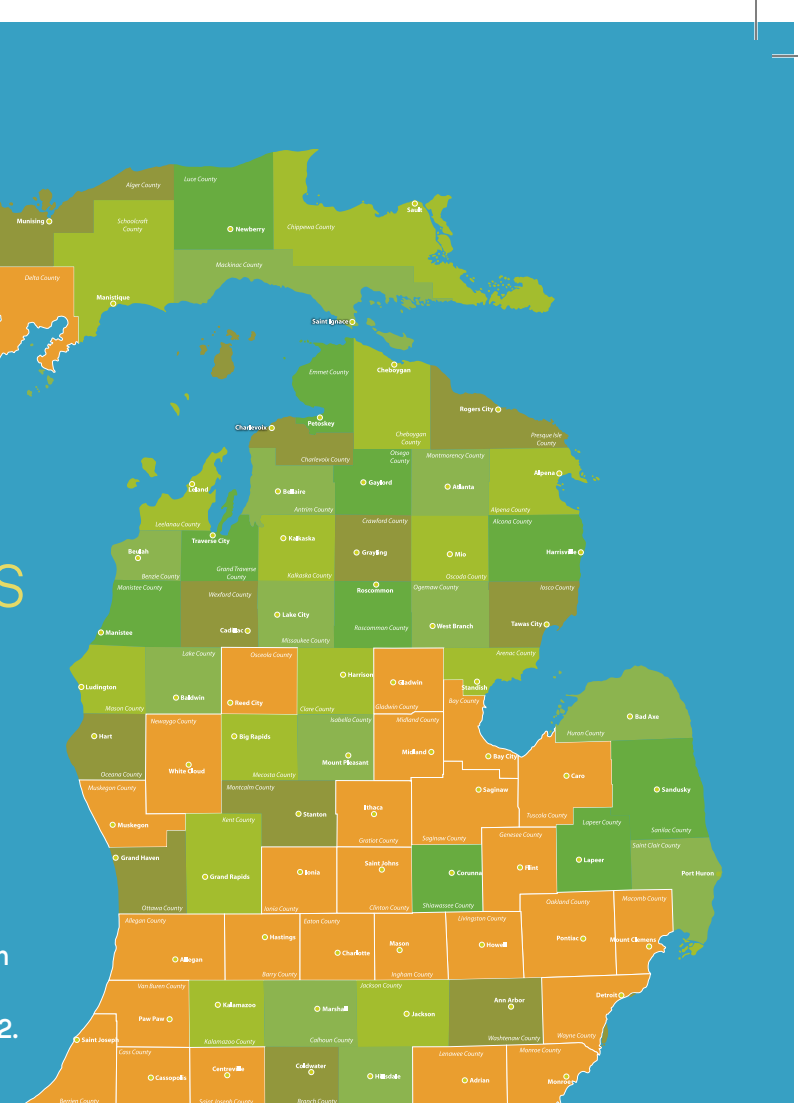 Alger County
Luce County
Munising
Schoolcraft
County
Newberry
Chippewa County
Sault
Mackinac County
Delta County
Manistique
Saint Ignace
Emmet County
Cheboygan
Petoskey
Charlevoix
Rogers City
Cheboygan
County
Presque Isle
County
Charlevoix County
Otsego
County
Montmorency County
Alpena
Leland
Bellaire
Gaylord
Atlanta
Antrim County
Alpena County
Leelanau County
Crawford County
Alcona County
Traverse City
Kalkaska
Beulah
Grayling
Mio
Harrisville
Grand Traverse
County
Benzie County
Kalkaska County
Oscoda County
S
Manistee County
Wexford County
Roscommon
Ogemaw County
Iosco County
Lake City
Manistee
Cadillac
Roscommon County
West Branch
Tawas City
Missaukee County
Lake County
Osceola County
Arenac County
Harrison
Gladwin
Ludington
Baldwin
Reed City
Standish
Mason County
Clare County
Gladwin County
Bay County
Newaygo County
Isabella County
Midland County
Bad Axe
Hart
Big Rapids
Huron County
Mount Pleasant
Midland
Bay City
White Cloud
Oceana County
Mecosta County
Caro
Muskegon County
Montcalm County
Saginaw
Sandusky
Ithaca
Stanton
Tuscola County
Muskegon
Kent County
Lapeer County
Sanilac County
Gratiot County
Saginaw County
Genesee County
Saint Clair County
Grand Haven
Saint Johns
Lapeer
Grand Rapids
Ionia
Corunna
Flint
Port Huron
Ottawa County
Ionia County
Clinton County
Shiawassee County
Oakland County
Macomb County
Allegan County
Eaton County
Livingston County
Hastings
Mason
Howell
Pontiac
Mount Clemens
Charlotte
n
Allegan
Barry County
Ingham County
Van Buren County
Jackson County
Detroit
Kalamazoo
Marshall
Jackson
Ann Arbor
Paw Paw
2.
Saint Joseph
Kalamazoo County
Calhoun County
Washtenaw County
Wayne County
Cass County
Lenawee County
Monroe County
Cassopolis
Centreville
Coldwater
Hillsdale
Adrian
Monroe
Berrien County
Saint Joseph County
Branch County